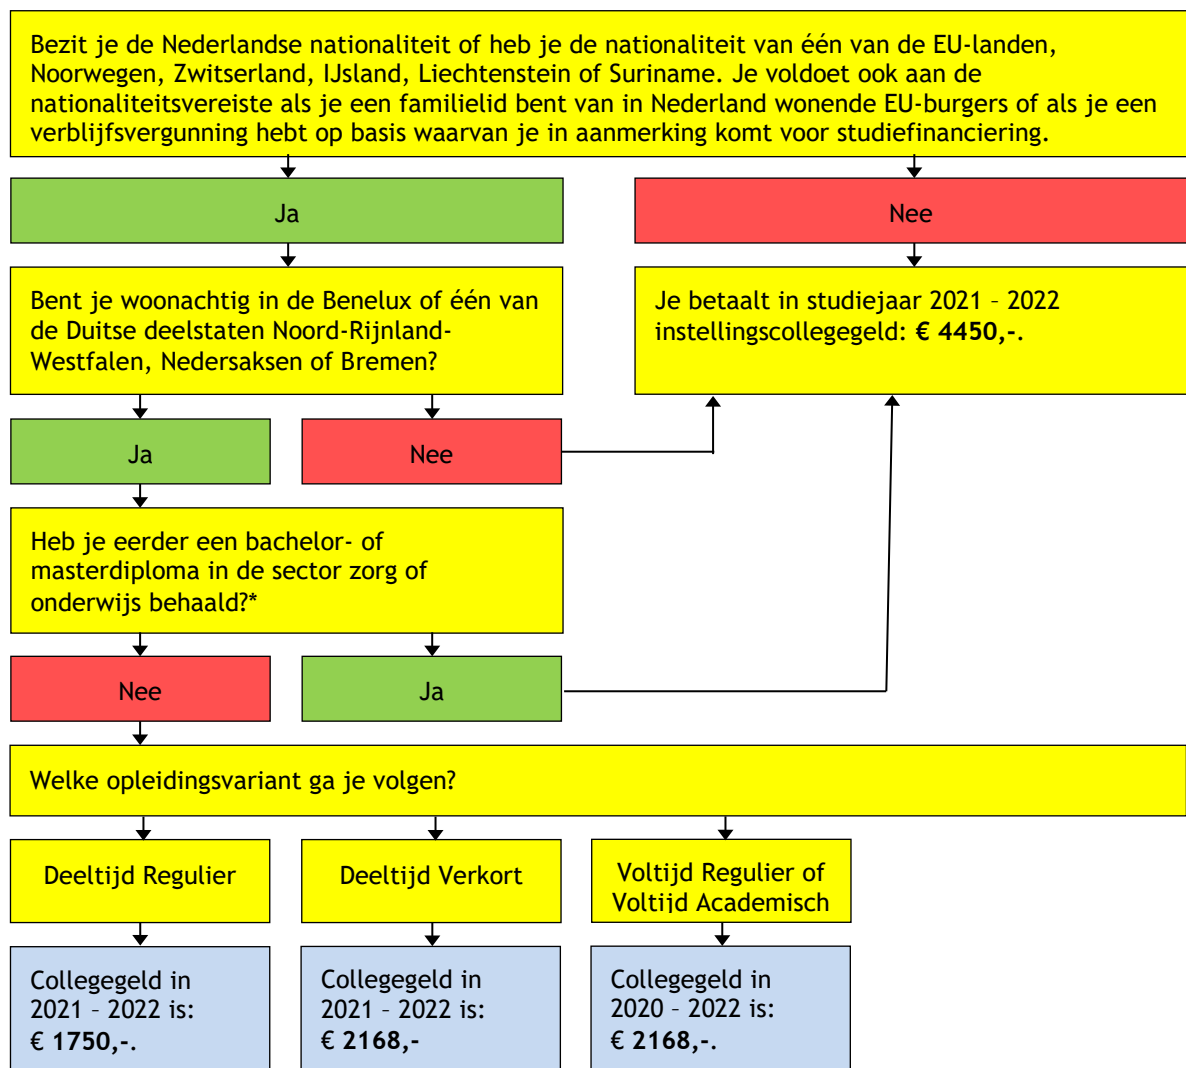 Bezit je de Nederlandse nationaliteit of heb je de nationaliteit van één van de EU-landen,
Noorwegen, Zwitserland, IJsland, Liechtenstein of Suriname. Je voldoet ook aan de
nationaliteitsvereiste als je een familielid bent van in Nederland wonende EU-burgers of als je een
verblijfsvergunning hebt op basis waarvan je in aanmerking komt voor studiefinanciering.
Ja
Nee
Bent je woonachtig in de Benelux of één van
de Duitse deelstaten Noord-Rijnland-
Westfalen, Nedersaksen of Bremen?
Je betaalt in studiejaar 2021 – 2022
instellingscollegegeld: € 4450,-.
Ja
Nee
Heb je eerder een bachelor- of
masterdiploma in de sector zorg of
onderwijs behaald?*
Nee
Ja
Welke opleidingsvariant ga je volgen?
Deeltijd Regulier
Deeltijd Verkort
Voltijd Regulier of
Voltijd Academisch
Collegegeld in
2021 – 2022 is:
€ 1750,-.
Collegegeld in
2021 – 2022 is:
€ 2168,-
Collegegeld in
2020 – 2022 is:
€ 2168,-.